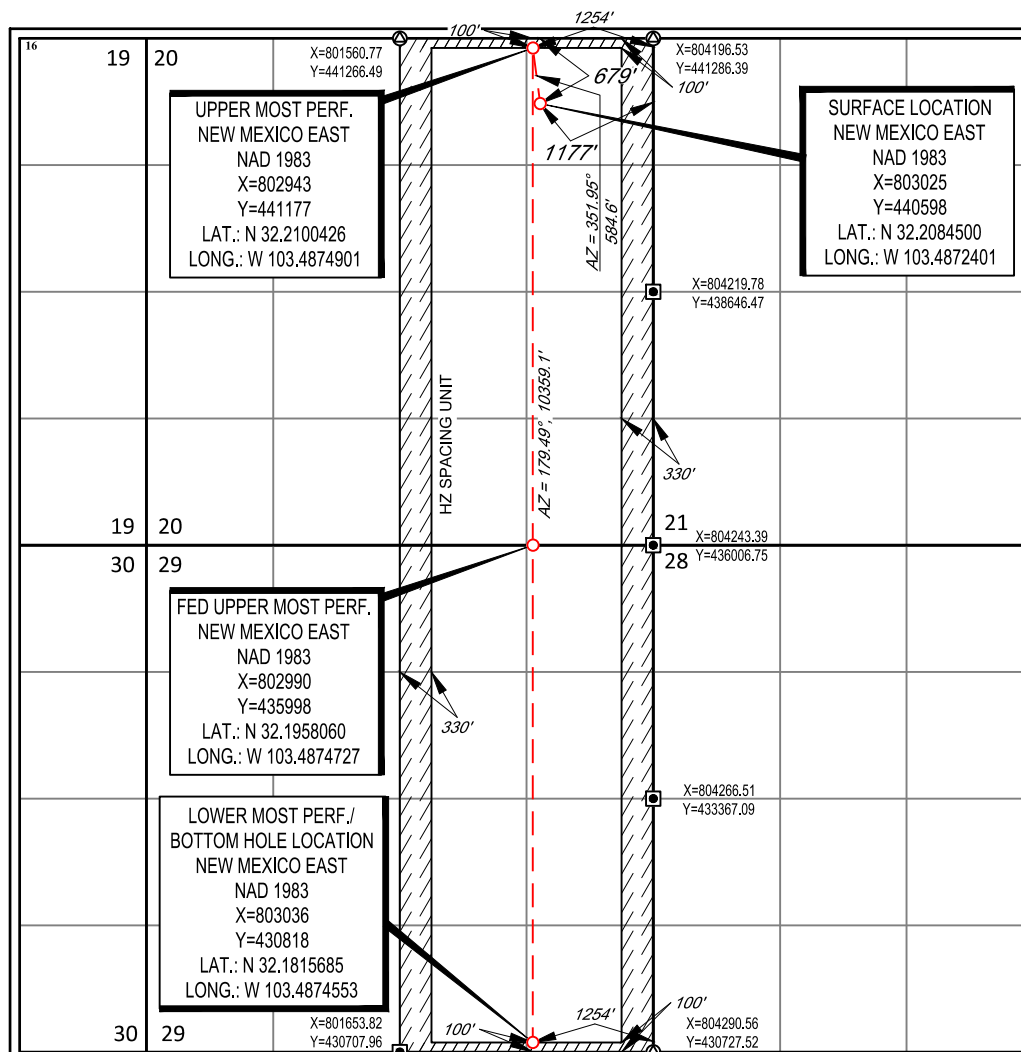 16
19 20
X=801560.77
Y=441266.49
100'
1254'
X=804196.53
Y=441286.39
100'
679'
1177'
UPPER MOST PERF.
NEW MEXICO EAST
NAD 1983
X=802943
Y=441177
LAT.: N 32.2100426
LONG.: W 103.4874901
SURFACE LOCATION
NEW MEXICO EAST
NAD 1983
X=803025
Y=440598
LAT.: N 32.2084500
LONG.: W 103.4872401
AZ = 351.95°
584.6'
X=804219.78
Y=438646.47
HZ SPACING UNIT
AZ = 179.49°, 10359.1'
330'
19 20
21
30 29
28
X=804243.39
Y=436006.75
FED UPPER MOST PERF.
NEW MEXICO EAST
NAD 1983
X=802990
Y=435998
LAT.: N 32.1958060
LONG.: W 103.4874727
330'
X=804266.51
Y=433367.09
LOWER MOST PERF./
BOTTOM HOLE LOCATION
NEW MEXICO EAST
NAD 1983
X=803036
Y=430818
LAT.: N 32.1815685
LONG.: W 103.4874553
30 29
X=801653.82
Y=430707.96
100'
1254'
100'
X=804290.56
Y=430727.52